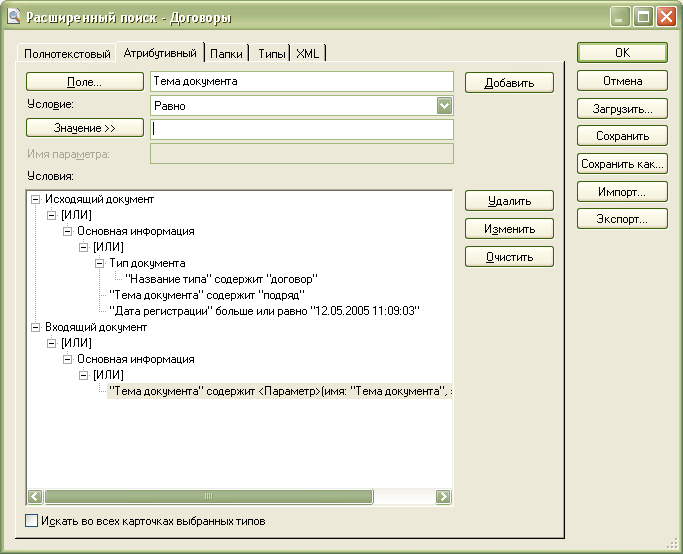 Расширенный поиск - Договоры
Полнотекстовый Атрибутивный Папки Типы XML
Поле... Тема документа Добавить
Условие: Равно
Значение >>
Имя параметра:
Условия:
Исходящий документ
[ИЛИ]
Основная информация
[ИЛИ]
Тип документа
"Название типа" содержит "договор"
"Тема документа" содержит "подряд"
"Дата регистрации" больше или равно "12.05.2005 11:09:03"
Входящий документ
[ИЛИ]
Основная информация
[ИЛИ]
"Тема документа" содержит <Параметр>(имя: "Тема документа",
Удалить
Изменить
Очистить
Искать во всех карточках выбранных типов
OK
Отмена
Загрузить...
Сохранить
Сохранить как...
Импорт...
Экспорт...